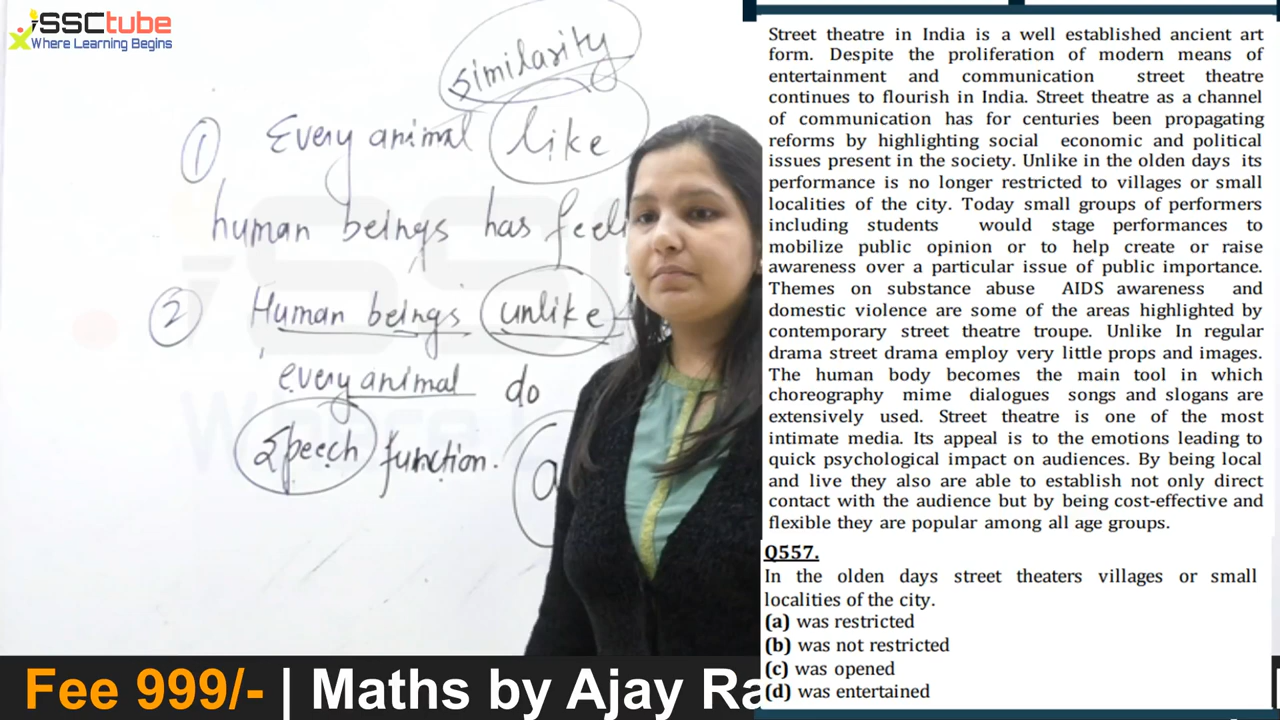 SSCtube
Where Learning Begins
similarity
1 Every animal like
human beings has feeli
2 Human beings unlike
every animal do
speech function.
Fee 999/- | Maths by Ajay Ra
Street theatre in India is a well established ancient art
form. Despite the proliferation of modern means of
entertainment and communication street theatre
continues to flourish in India. Street theatre as a channel
of communication has for centuries been propagating
reforms by highlighting social economic and political
issues present in the society. Unlike in the olden days its
performance is no longer restricted to villages or small
localities of the city. Today small groups of performers
including students would stage performances to
mobilize public opinion or to help create or raise
awareness over a particular issue of public importance.
Themes on substance abuse AIDS awareness and
domestic violence are some of the areas highlighted by
contemporary street theatre troupe. Unlike In regular
drama street drama employ very little props and images.
The human body becomes the main tool in which
choreography mime dialogues songs and slogans are
extensively used. Street theatre is one of the most
intimate media. Its appeal is to the emotions leading to
quick psychological impact on audiences. By being local
and live they also are able to establish not only direct
contact with the audience but by being cost-effective and
flexible they are popular among all age groups.
Q557.
In the olden days street theaters villages or small
localities of the city.
(a) was restricted
(b) was not restricted
(c) was opened
(d) was entertained